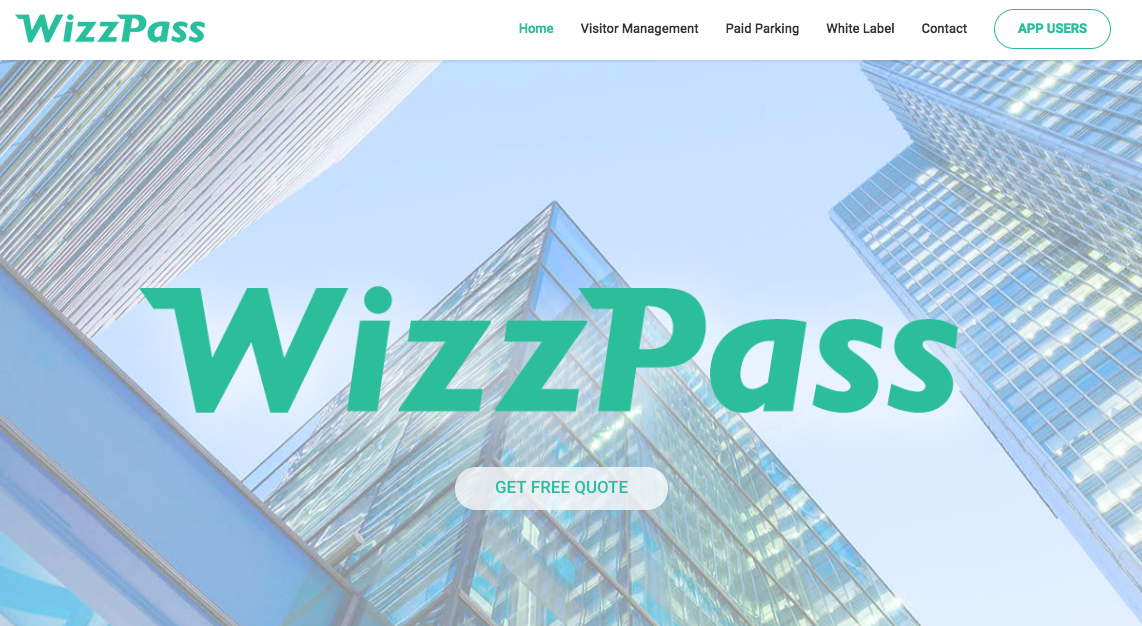 WizzPass
Home Visitor Management Paid Parking White Label Contact APP USERS
WizzPass
GET FREE QUOTE